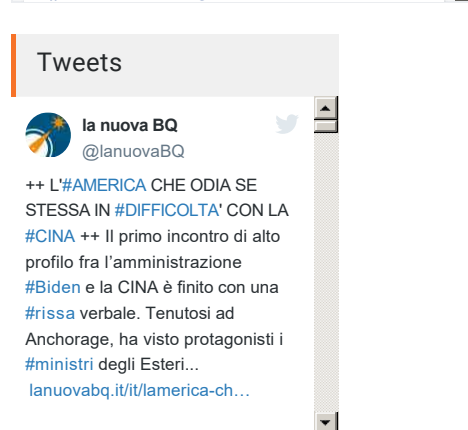 Tweets
la nuova BQ
@lanuovaBQ
++ L'#AMERICA CHE ODIA SE
STESSA IN #DIFFICOLTA' CON LA
#CINA ++ Il primo incontro di alto
profilo fra l'amministrazione
#Biden e la CINA è finito con una
#rissa verbale. Tenutosi ad
Anchorage, ha visto protagonisti i
#ministri degli Esteri...
lanuovabq.it/it/lamerica-ch…